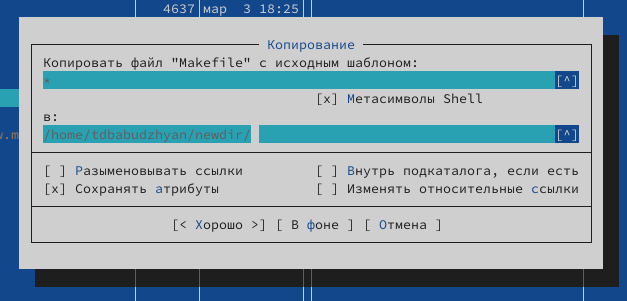 4637 мар  3 18:25
Копирование
Копировать файл "Makefile" с исходным шаблоном:
* [^]
[x] Метасимволы Shell
в:
/home/tdbabudzhyan/newdir/ [^]
[ ] Разыменовывать ссылки [ ] Внутрь подкаталога, если есть
[x] Сохранять атрибуты [ ] Изменять относительные ссылки
[< Хорошо >] [ В фоне ] [ Отмена ]